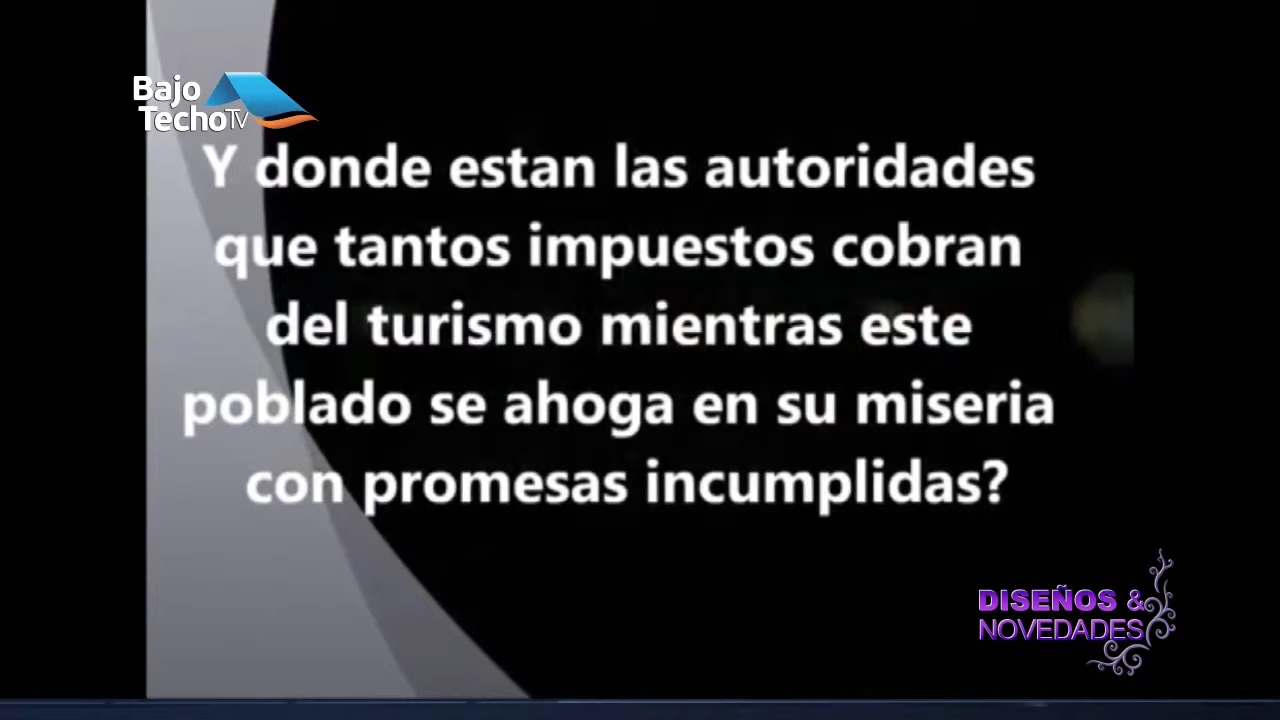 Bajo
TechoTV
Y donde estan las autoridades
que tantos impuestos cobran
del turismo mientras este
poblado se ahoga en su miseria
con promesas incumplidas?
DISEÑOS &
NOVEDADES